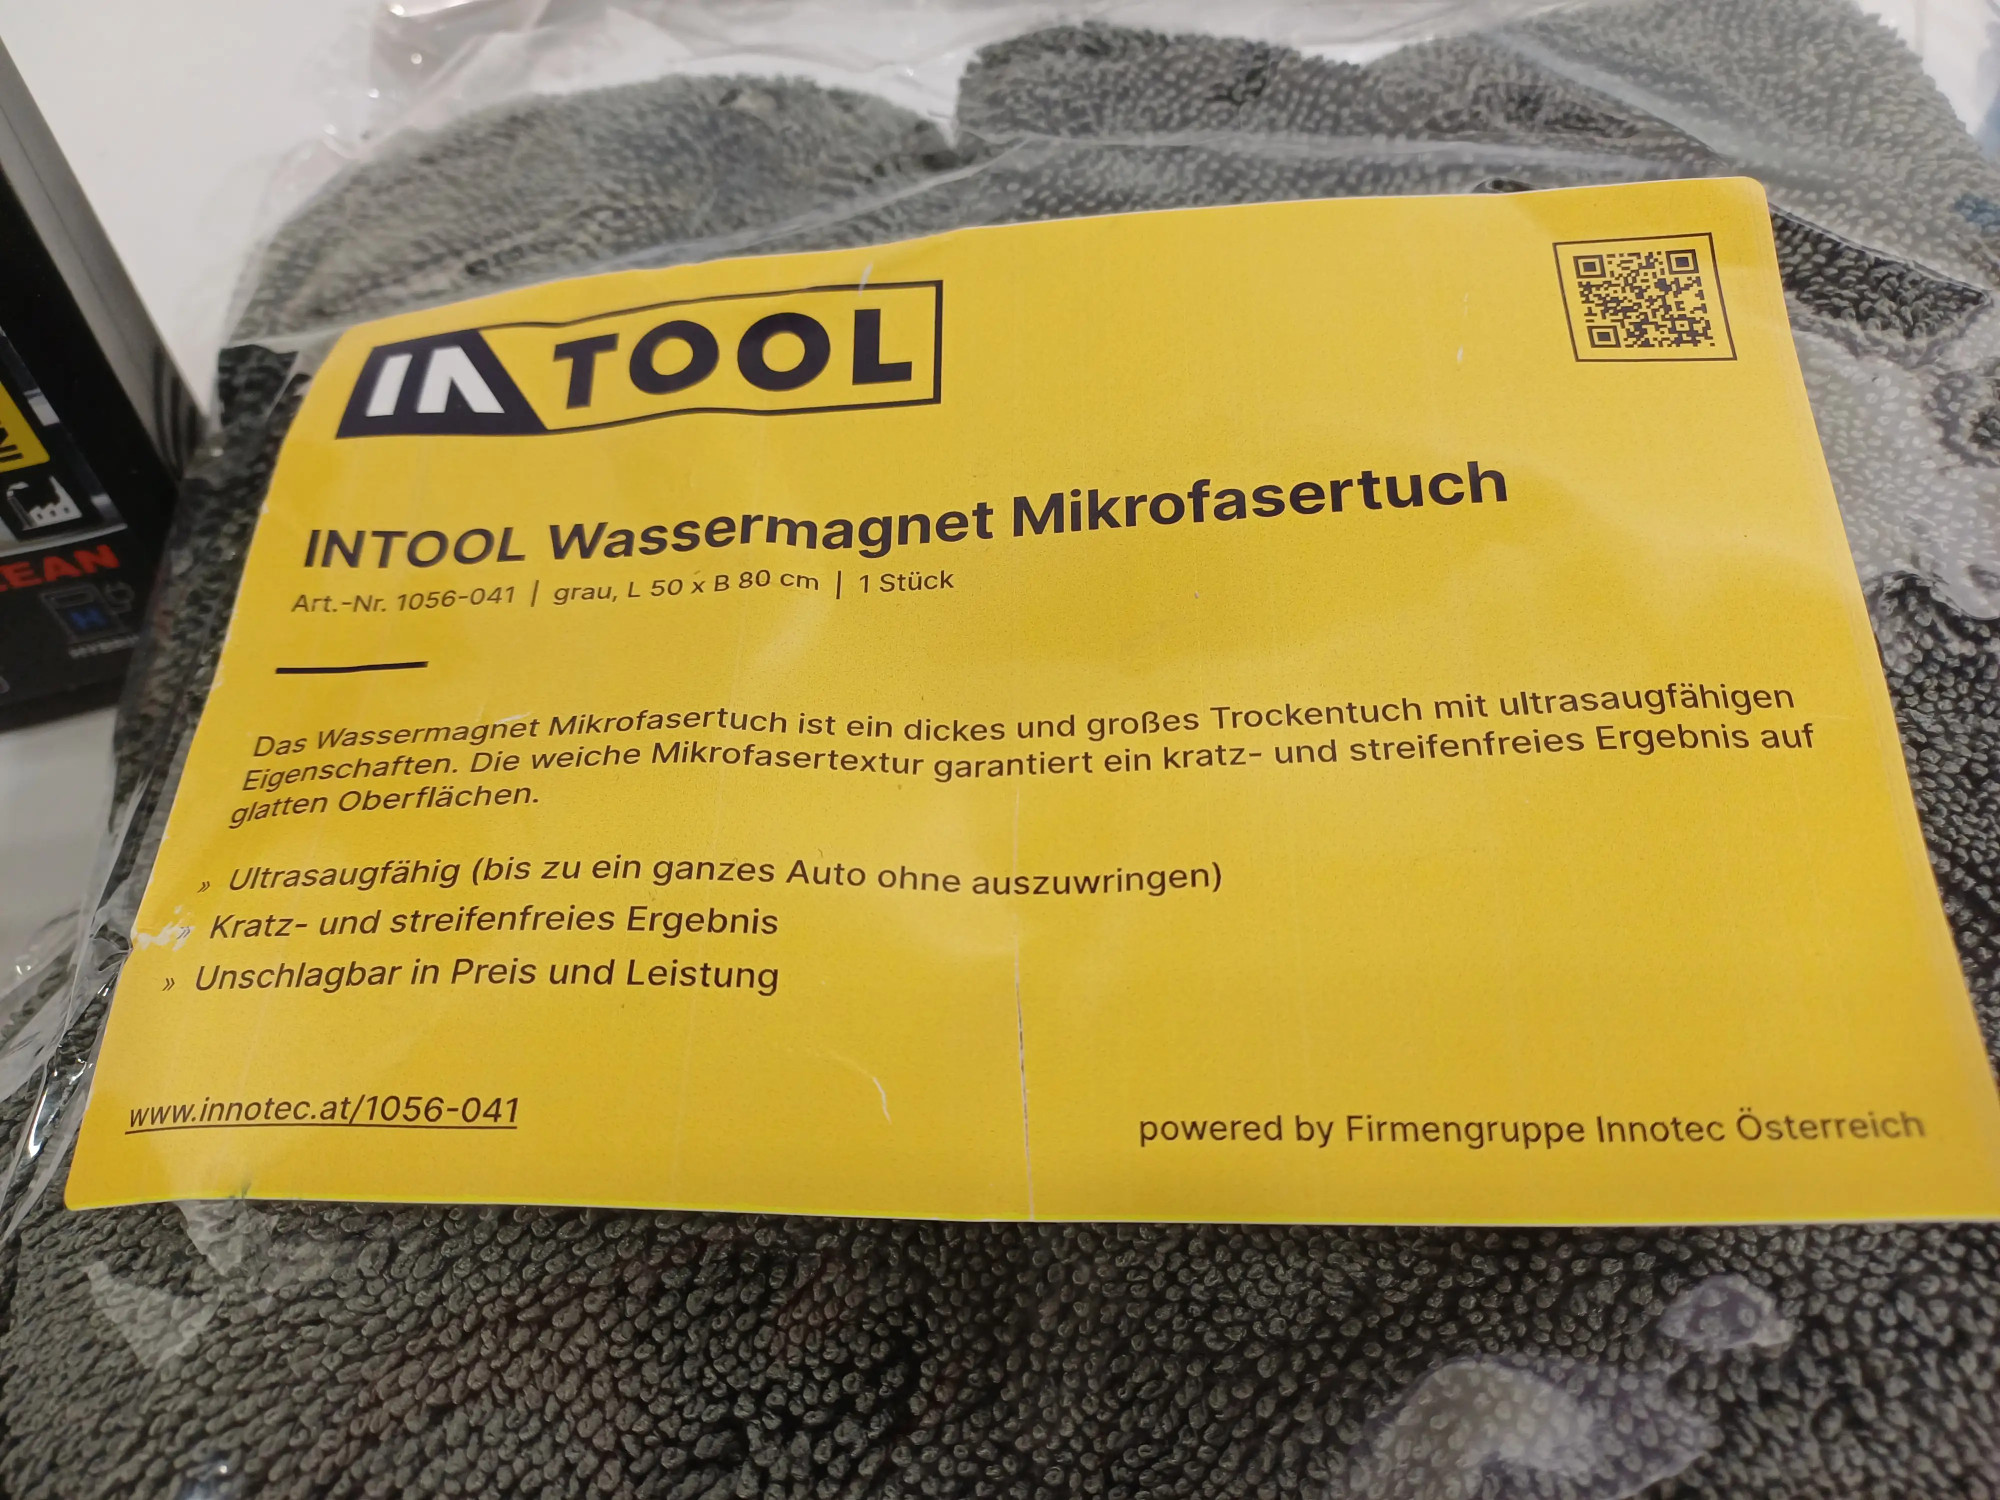 IN TOOL
INTOOL Wassermagnet Mikrofasertuch
Art.-Nr. 1056-041 | grau, L 50 x B 80 cm | 1 Stück
Das Wassermagnet Mikrofasertuch ist ein dickes und großes Trockentuch mit ultrasaugfähigen
Eigenschaften. Die weiche Mikrofasertextur garantiert ein kratz- und streifenfreies Ergebnis auf
glatten Oberflächen.
» Ultrasaugfähig (bis zu ein ganzes Auto ohne auszuwringen)
» Kratz- und streifenfreies Ergebnis
» Unschlagbar in Preis und Leistung
www.innotec.at/1056-041
powered by Firmengruppe Innotec Österreich